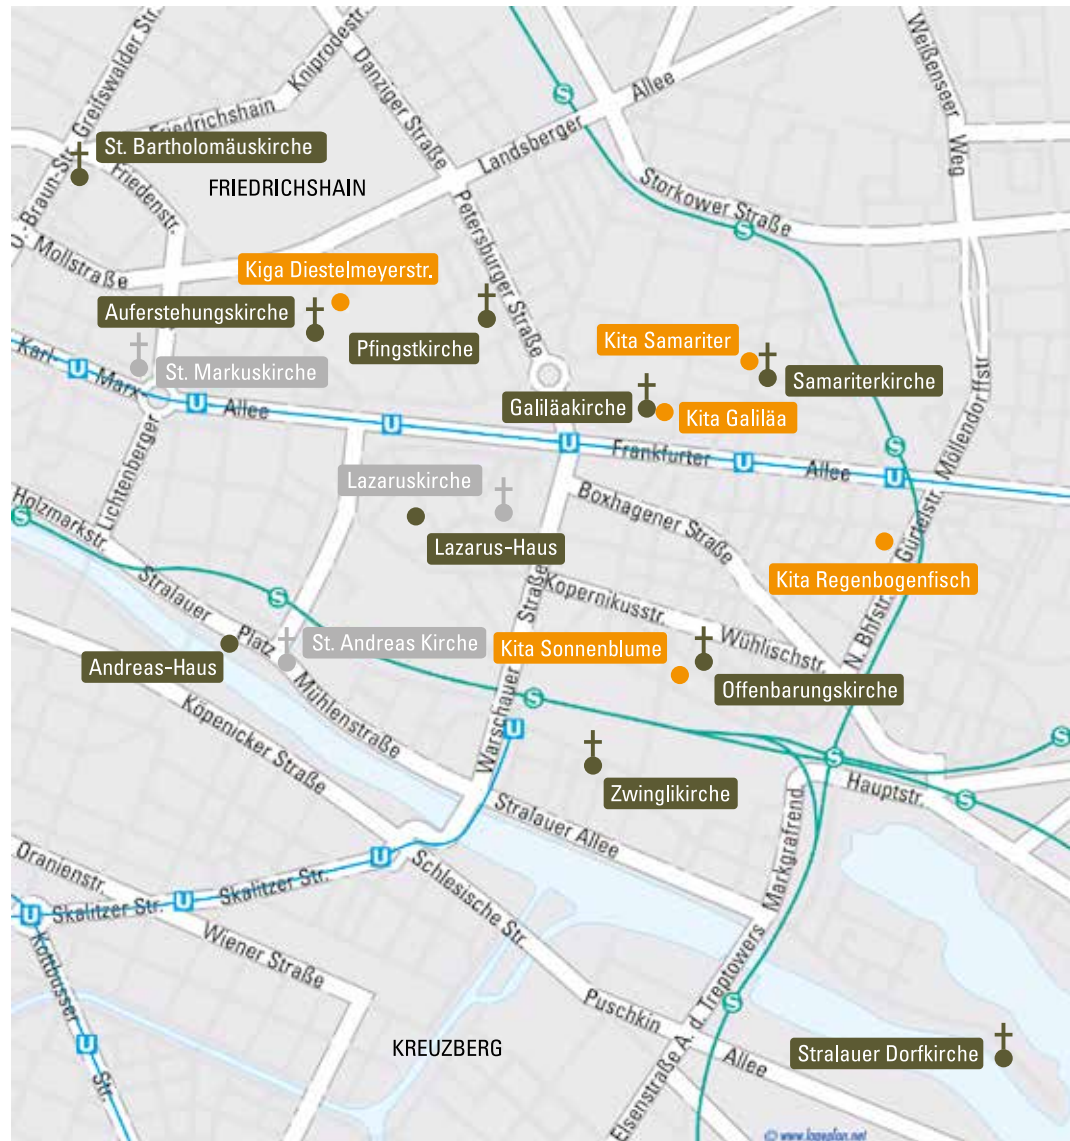 Greifswalder Str.
Kniprodestr.
Danziger Straße
Weißenseer Weg
Landsberger Allee
Friedrichshain
St. Bartholomäuskirche
FRIEDRICHSHAIN
O. Braun-St.
Friedenstr.
Storkower Straße
Petersburger Straße
Mollstraße
Kiga Diestelmeyerstr.
Auferstehungskirche
Pfingstkirche
Kita Samariter
Samariterkirche
St. Markuskirche
Galiläakirche
Kita Galiläa
Karl-Marx Allee
Frankfurter Allee
Möllendorffstr
Lichtenberger
Lazaruskirche
Lazarus-Haus
Boxhagener Straße
Gürtelstr.
Holzmarkstr.
Kita Regenbogenfisch
Stralauer Platz
Kopernikusstr.
Wühlischstr.
N. Bhfstr.
St. Andreas Kirche
Andreas-Haus
Kita Sonnenblume
Offenbarungskirche
Mühlenstraße
Warschauer Straße
Köpenicker Straße
Zwinglikirche
Hauptstr.
Stralauer Allee
Markgrafend.
Oranienstr.
Schlesische Str.
Skalitzer Str.
Skalitzer Str.
Wiener Straße
Kottbusser Str.
Puschkin Allee
Elsenstraße A. d. Treptowers
KREUZBERG
Stralauer Dorfkirche
© www.lageplan.net
U
U
U
U
U
U
U
U
U
U
U
S
S
S
S
S
S
S
S
S
S